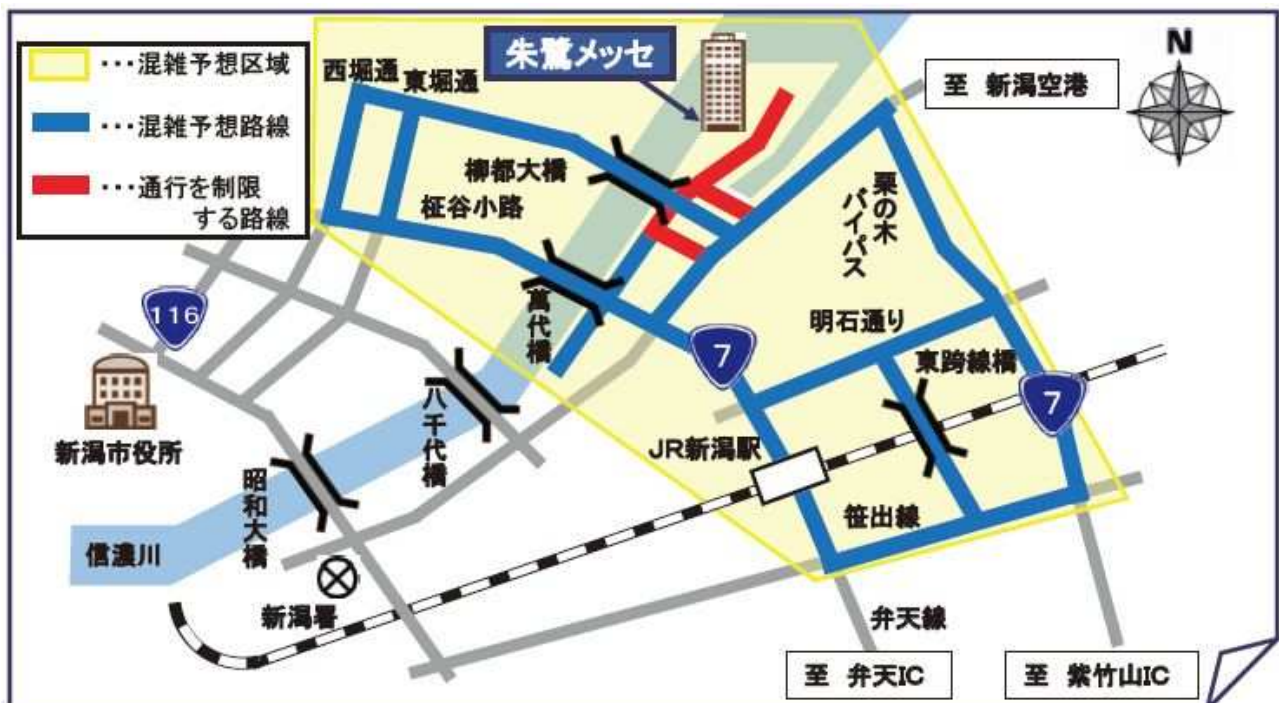 …混雑予想区域
…混雑予想路線
…通行を制限
する路線
朱鷺メッセ
N
至 新潟空港
西堀通
東堀通
柳都大橋
柾谷小路
栗の木
バイパス
116
萬代橋
7
明石通り
東跨線橋
7
新潟市役所
八千代橋
JR新潟駅
昭和大橋
笹出線
信濃川
新潟署
弁天線
至 弁天IC
至 紫竹山IC